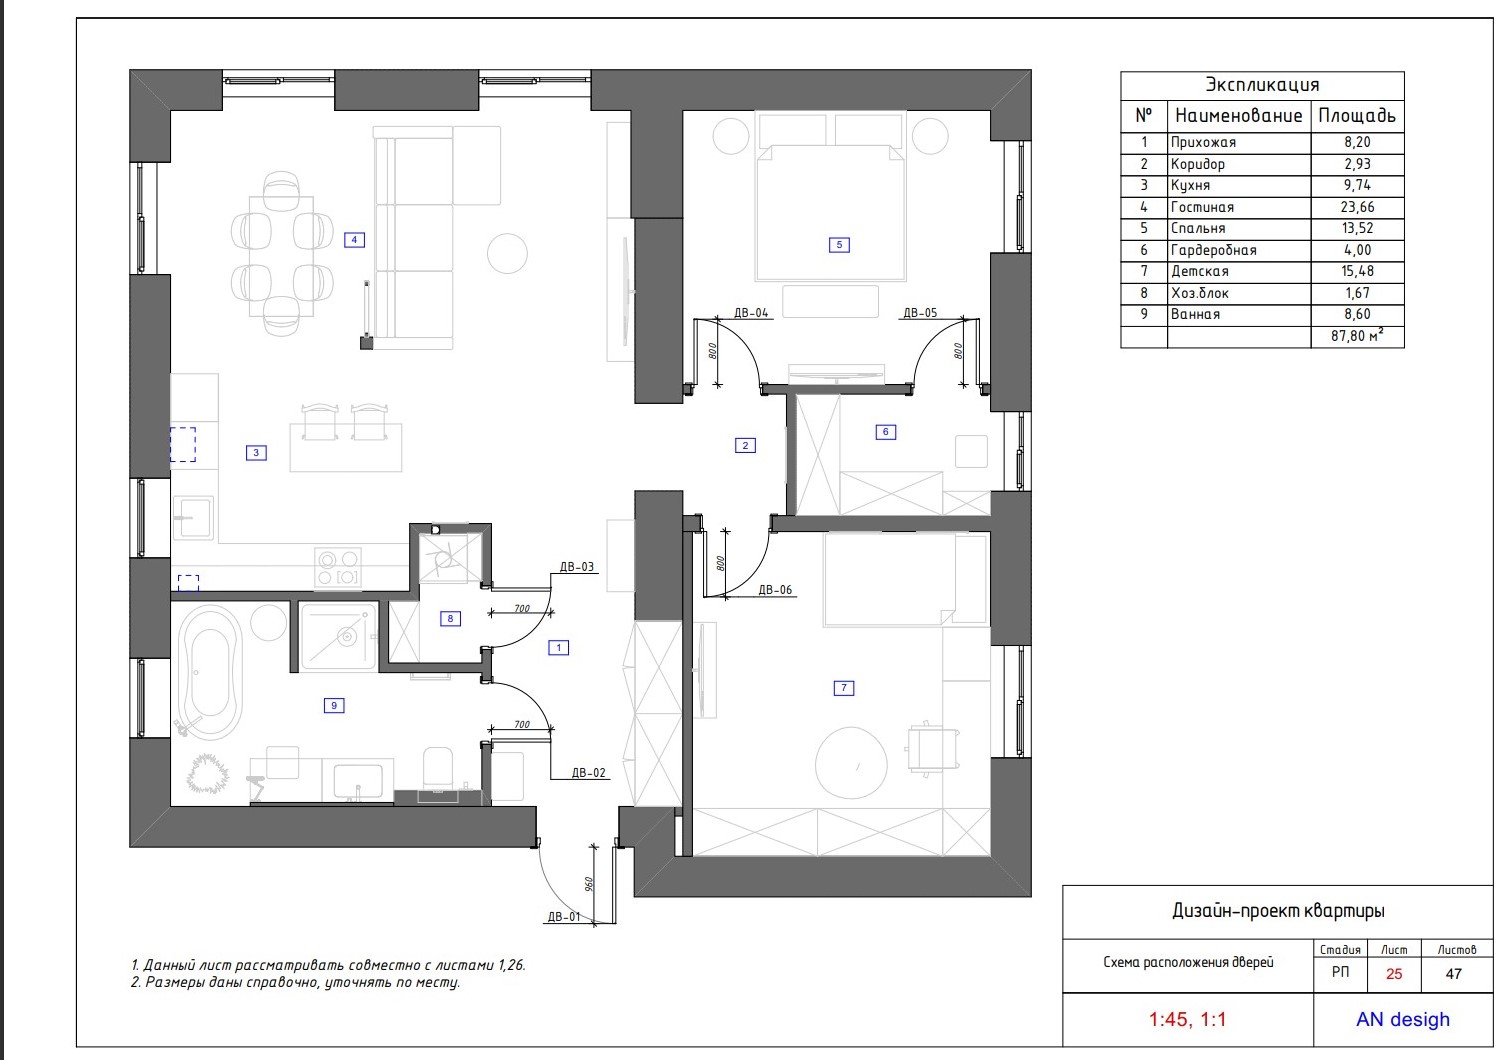 Экспликация
№ Наименование Площадь
1 Прихожая 8,20
2 Коридор 2,93
3 Кухня 9,74
4 Гостиная 23,66
5 Спальня 13,52
6 Гардеробная 4,00
7 Детская 15,48
8 Хоз.блок 1,67
9 Ванная 8,60
87,80 м²
4
5
ДВ-04
ДВ-05
800
800
3
2
6
ДВ-03
800
ДВ-06
700
8
1
7
9
700
ДВ-02
960
ДВ-01
1. Данный лист рассматривать совместно с листами 1,26.
2. Размеры даны справочно, уточнять по месту.
Дизайн-проект квартиры
Схема расположения дверей
Стадия Лист Листов
РП 25 47
1:45, 1:1
AN desigh